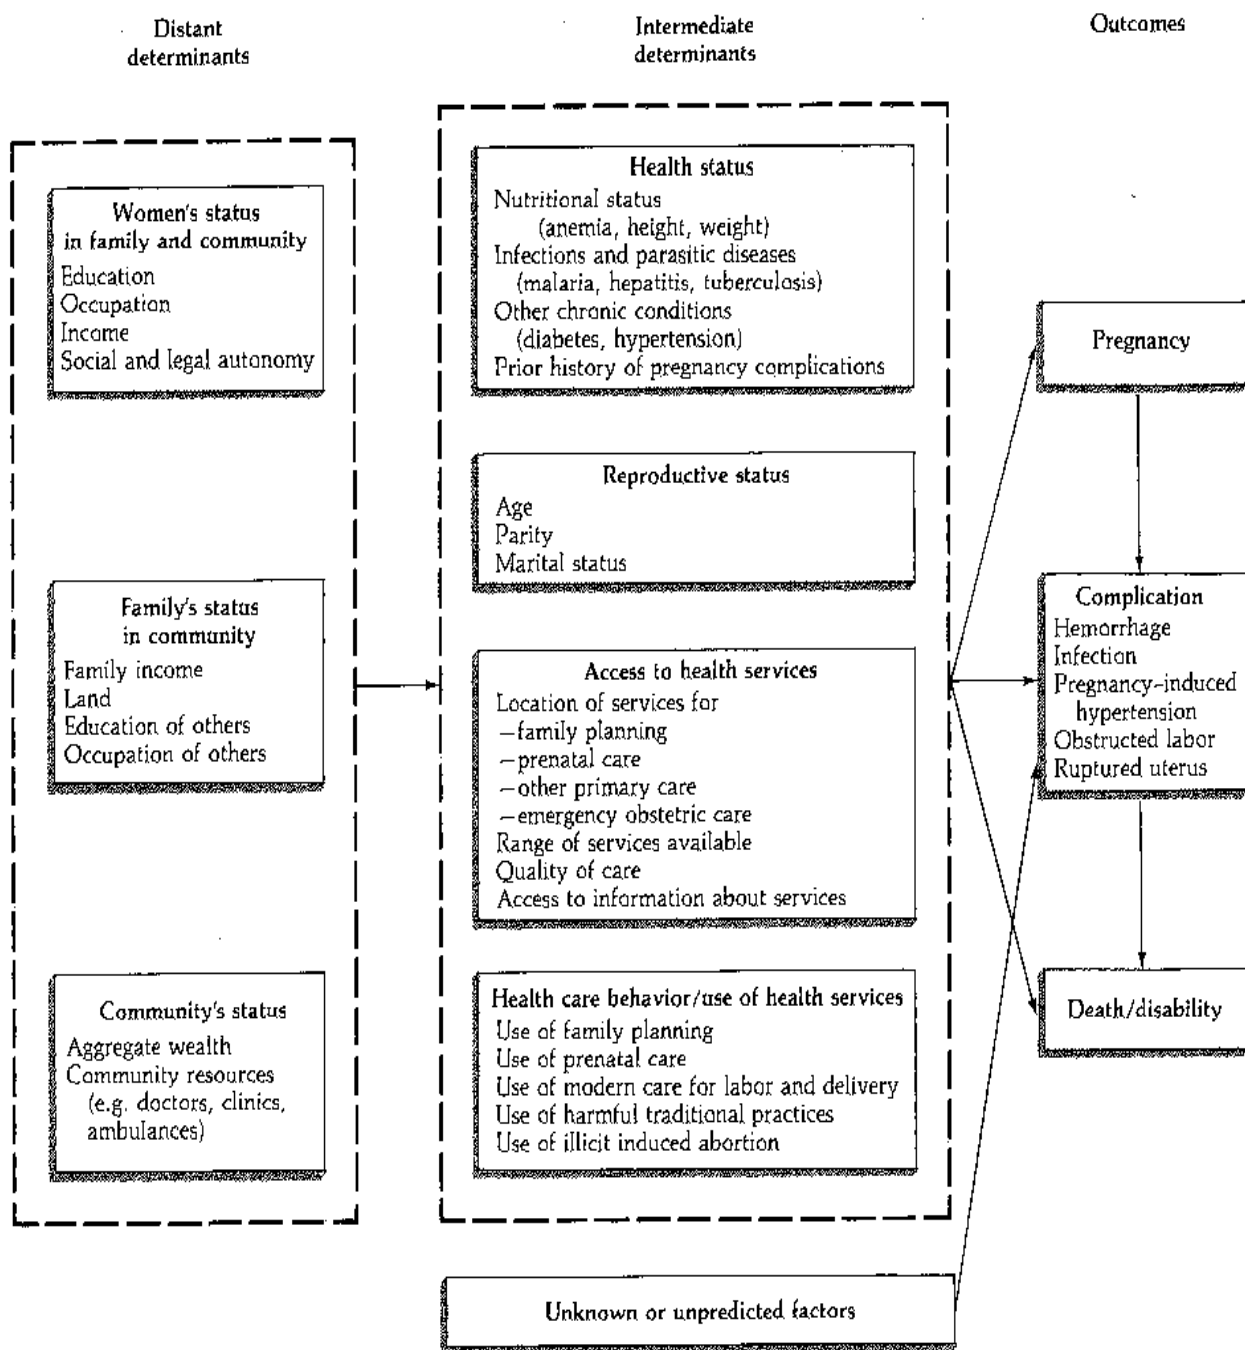 Distant
determinants
Intermediate
determinants
Outcomes
Women's status
in family and community
Education
Occupation
Income
Social and legal autonomy
Family's status
in community
Family income
Land
Education of others
Occupation of others
Community's status
Aggregate wealth
Community resources
(e.g. doctors, clinics,
ambulances)
Health status
Nutritional status
(anemia, height, weight)
Infections and parasitic diseases
(malaria, hepatitis, tuberculosis)
Other chronic conditions
(diabetes, hypertension)
Prior history of pregnancy complications
Reproductive status
Age
Parity
Marital status
Access to health services
Location of services for
–family planning
–prenatal care
–other primary care
–emergency obstetric care
Range of services available
Quality of care
Access to information about services
Health care behavior/use of health services
Use of family planning
Use of prenatal care
Use of modern care for labor and delivery
Use of harmful traditional practices
Use of illicit induced abortion
Unknown or unpredicted factors
Pregnancy
Complication
Hemorrhage
Infection
Pregnancy-induced
hypertension
Obstructed labor
Ruptured uterus
Death/disability